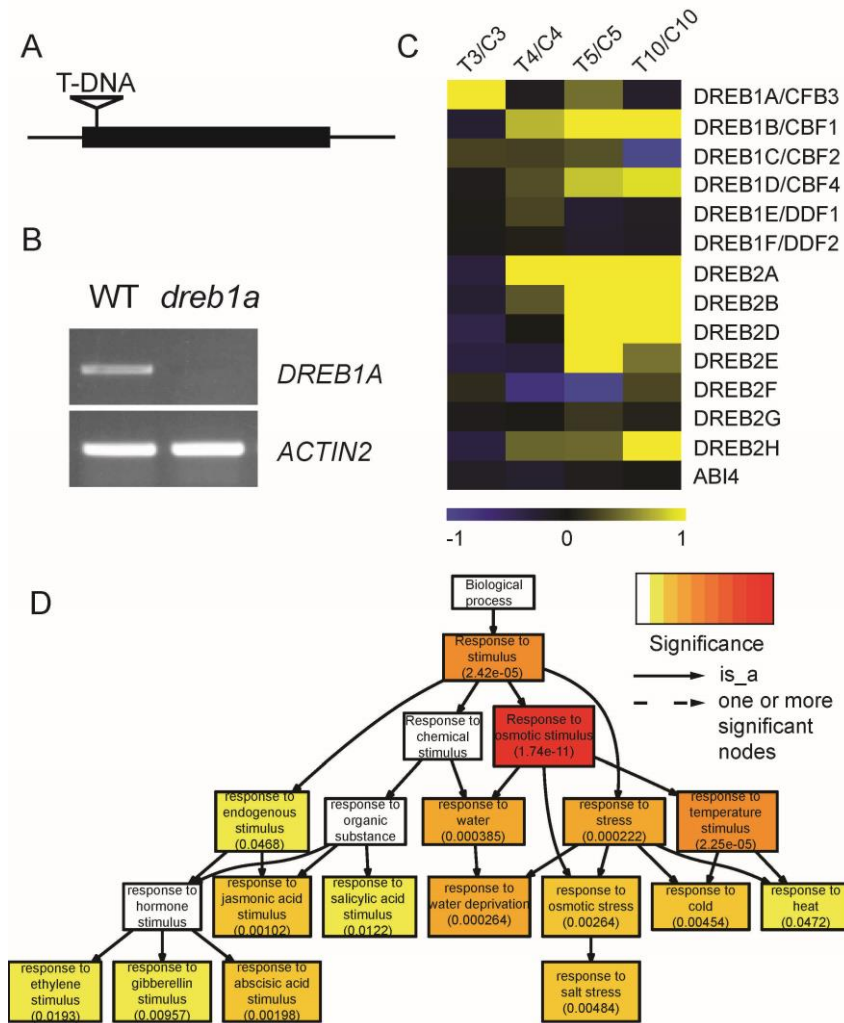 A
T-DNA
B
WT dreb1a
DREB1A
ACTIN2
C
T3/C3 T4/C4 T5/C5 T10/C10
DREB1A/CFB3
DREB1B/CBF1
DREB1C/CBF2
DREB1D/CBF4
DREB1E/DDF1
DREB1F/DDF2
DREB2A
DREB2B
DREB2D
DREB2E
DREB2F
DREB2G
DREB2H
ABI4
-1 0 1
D
Biological
process
Response to
stimulus
(2.42e-05)
Significance
is_a
one or more
significant
nodes
Response to
chemical
stimulus
Response to
osmotic stimulus
(1.74e-11)
response to
endogenous
stimulus
(0.0468)
response to
organic
substance
response to
water
(0.000385)
response to
stress
(0.000222)
response to
temperature
stimulus
(2.25e-05)
response to
hormone
stimulus
response to
jasmonic acid
stimulus
(0.00102)
response to
salicylic acid
stimulus
(0.0122)
response to
water deprivation
(0.000264)
response to
osmotic stress
(0.00264)
response to
cold
(0.00454)
response to
heat
(0.0472)
response to
ethylene
stimulus
(0.0193)
response to
gibberellin
stimulus
(0.00957)
response to
abscisic acid
stimulus
(0.00198)
response to
salt stress
(0.00484)